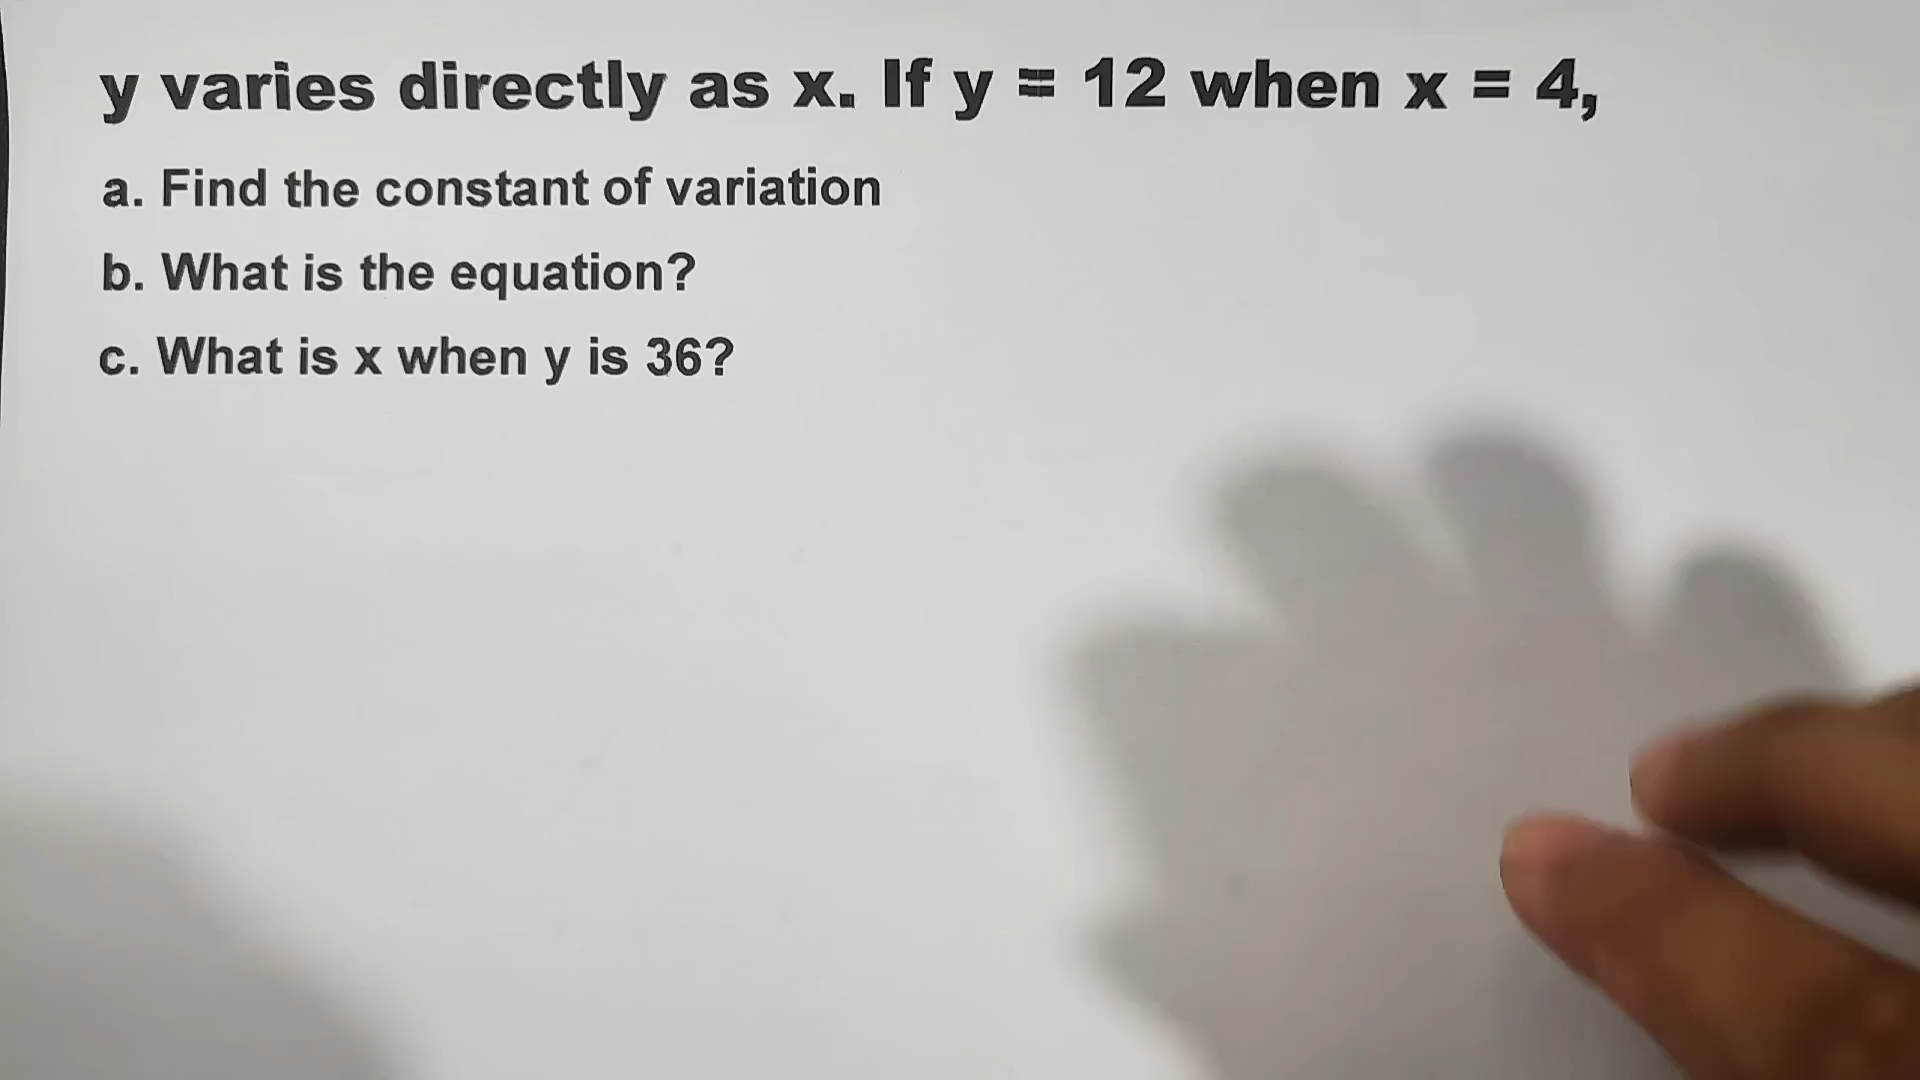 y varies directly as x. If y = 12 when x = 4,
a. Find the constant of variation
b. What is the equation?
c. What is x when y is 36?